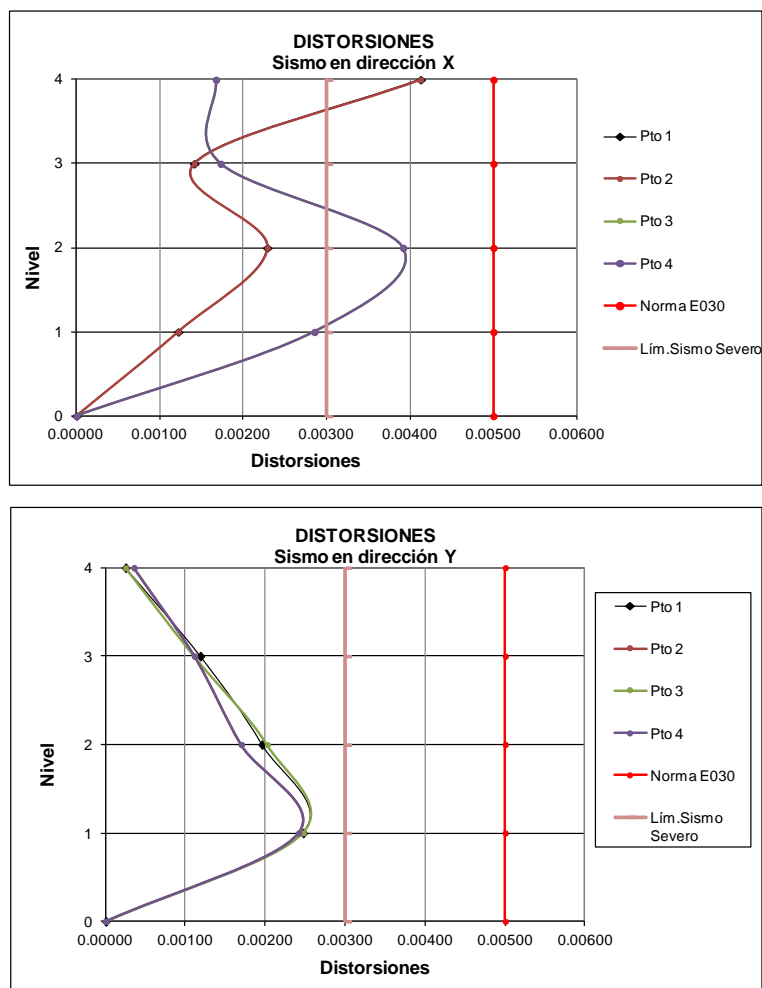 DISTORSIONES
Sismo en dirección X
4
3
2
1
0
Nivel
0.00000 0.00100 0.00200 0.00300 0.00400 0.00500 0.00600
Distorsiones
Pto 1
Pto 2
Pto 3
Pto 4
Norma E030
Lím.Sismo Severo
DISTORSIONES
Sismo en dirección Y
4
3
2
1
0
Nivel
0.00000 0.00100 0.00200 0.00300 0.00400 0.00500 0.00600
Distorsiones
Pto 1
Pto 2
Pto 3
Pto 4
Norma E030
Lím.Sismo
Severo